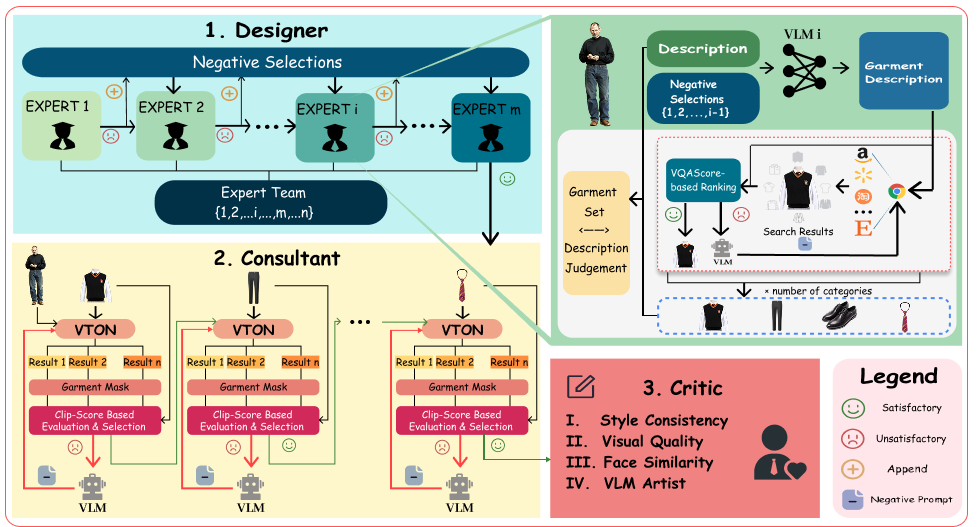 1. Designer
Negative Selections
EXPERT 1
EXPERT 2
EXPERT i
EXPERT m
Expert Team
{1,2,...i,...,m,...n}
Description
Negative
Selections
{1,2,...,i-1}
VLM i
Garment
Description
Garment
Set
<——>
Description
Judgement
VQAScore-
based Ranking
VLM
Search Results
a
E
× number of categories
2. Consultant
VTON
Result 1
Result 2
Result n
Garment Mask
Clip-Score Based
Evaluation & Selection
VLM
VTON
Result 1
Result 2
Result n
Garment Mask
Clip-Score Based
Evaluation & Selection
VLM
VTON
Result 1
Result 2
Result n
Garment Mask
Clip-Score Based
Evaluation & Selection
VLM
3. Critic
I. Style Consistency
II. Visual Quality
III. Face Similarity
IV. VLM Artist
Legend
Satisfactory
Unsatisfactory
Append
Negative Prompt